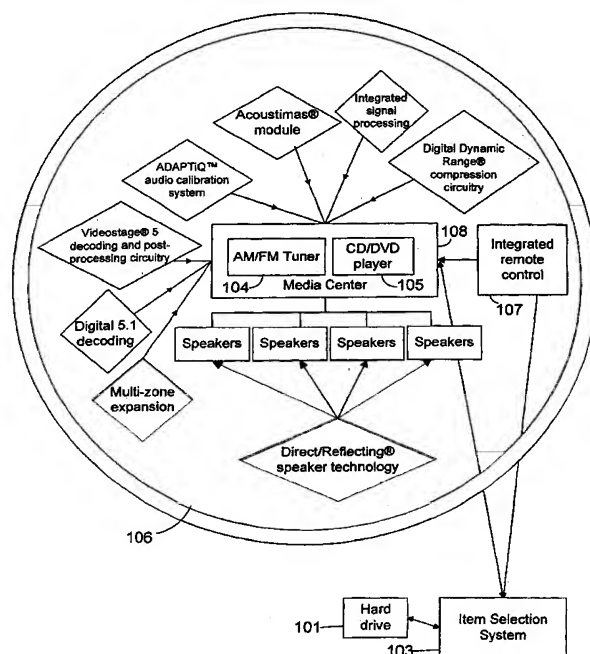 Acoustimas®
module
Integrated
signal
processing
ADAPTiQ™
audio calibration
system
Digital Dynamic
Range®
compression
circuitry
Videostage® 5
decoding and post-
processing circuitry
108
AM/FM Tuner
CD/DVD
player
104
Media Center
105
Integrated
remote
control
107
Digital 5.1
decoding
Speakers
Speakers
Speakers
Speakers
Multi-zone
expansion
Direct/Reflecting®
speaker technology
106
101
Hard
drive
Item Selection
System
103